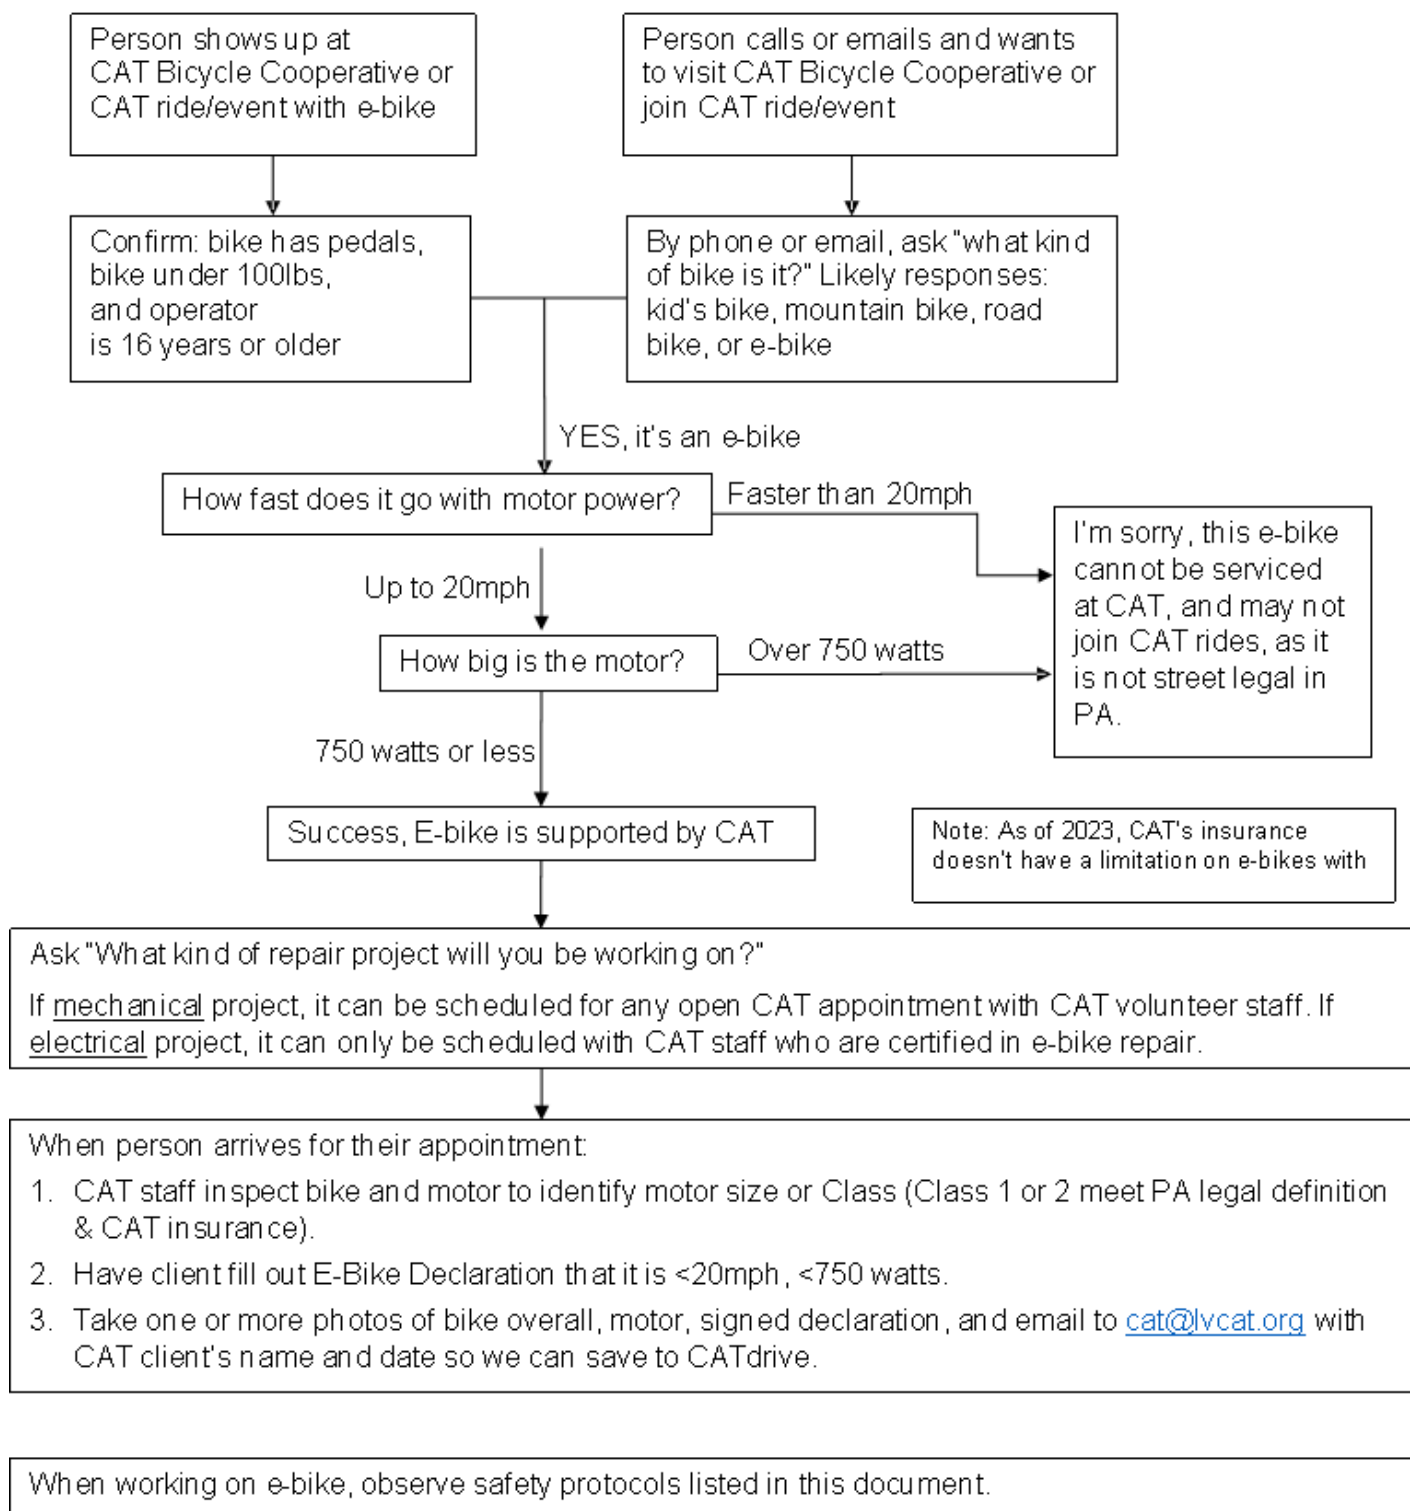 Person shows up at
CAT Bicycle Cooperative or
CAT ride/event with e-bike
Person calls or emails and wants
to visit CAT Bicycle Cooperative or
join CAT ride/event
Confirm: bike has pedals,
bike under 100lbs,
and operator
is 16 years or older
By phone or email, ask "what kind
of bike is it?" Likely responses:
kid's bike, mountain bike, road
bike, or e-bike
YES, it's an e-bike
How fast does it go with motor power?
Faster than 20mph
I'm sorry, this e-bike
cannot be serviced
at CAT, and may not
join CAT rides, as it
is not street legal in
PA.
Up to 20mph
How big is the motor?
Over 750 watts
750 watts or less
Success, E-bike is supported by CAT
Note: As of 2023, CAT's insurance
doesn't have a limitation on e-bikes with
Ask "What kind of repair project will you be working on?"
If mechanical project, it can be scheduled for any open CAT appointment with CAT volunteer staff. If
electrical project, it can only be scheduled with CAT staff who are certified in e-bike repair.
When person arrives for their appointment:
1. CAT staff inspect bike and motor to identify motor size or Class (Class 1 or 2 meet PA legal definition
& CAT insurance).
2. Have client fill out E-Bike Declaration that it is <20mph, <750 watts.
3. Take one or more photos of bike overall, motor, signed declaration, and email to cat@lvcat.org with
CAT client's name and date so we can save to CATdrive.
When working on e-bike, observe safety protocols listed in this document.